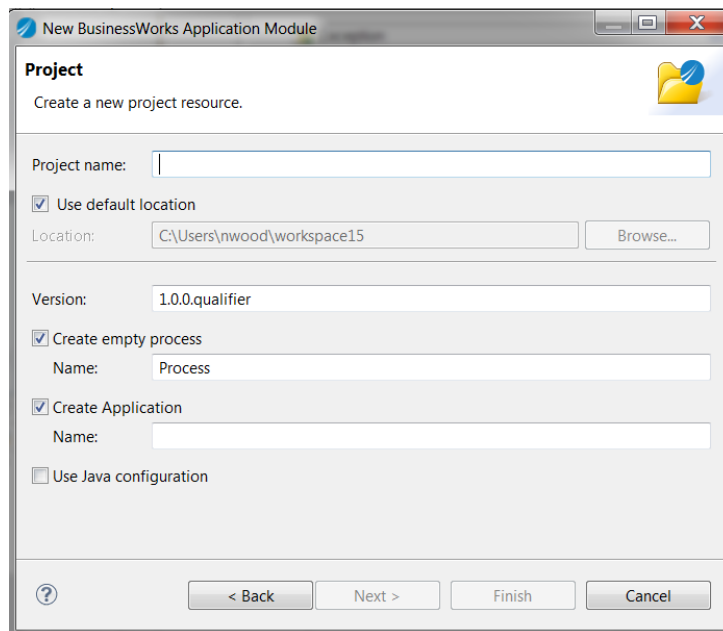 New BusinessWorks Application Module
Project
Create a new project resource.
Project name:
Use default location
Location: C:\Users\nwood\workspace15 Browse...
Version: 1.0.0.qualifier
Create empty process
Name: Process
Create Application
Name:
Use Java configuration
? < Back Next > Finish Cancel